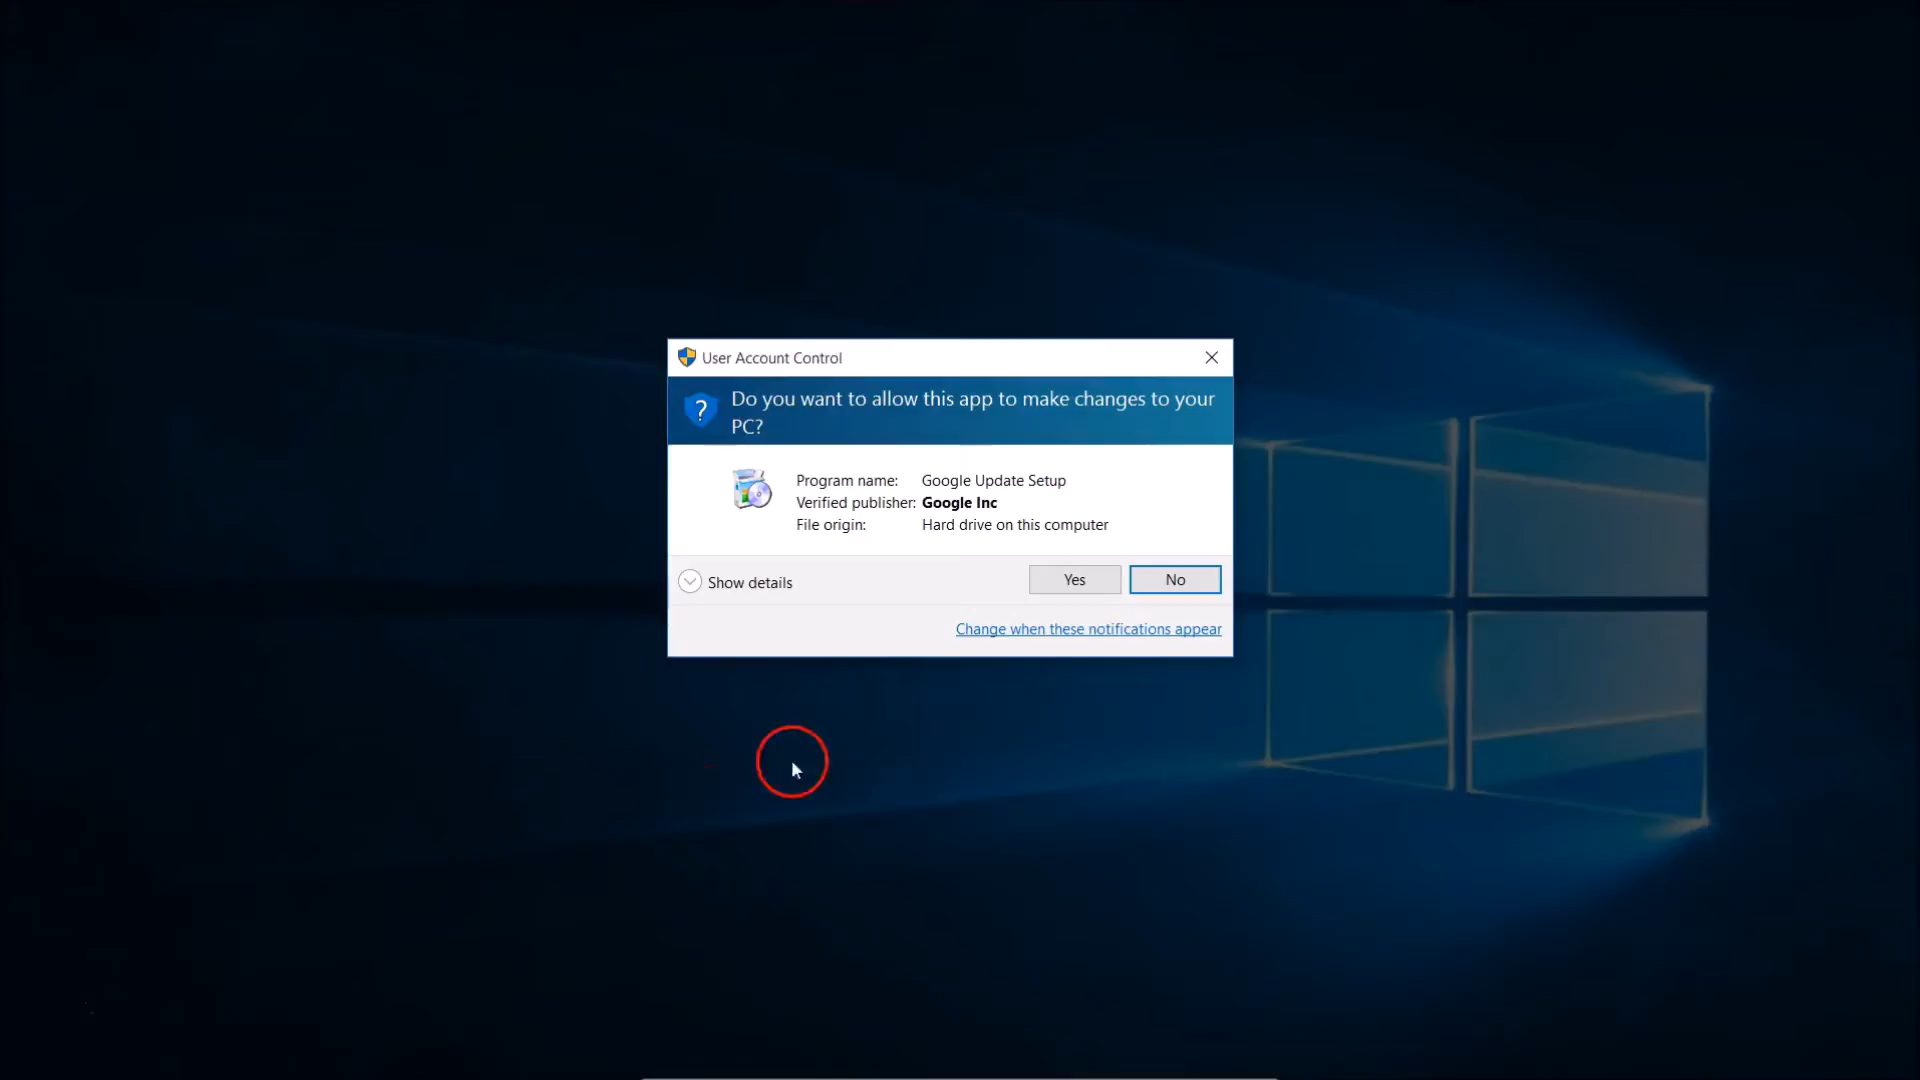 User Account Control
Do you want to allow this app to make changes to your
PC?
Program name: Google Update Setup
Verified publisher: Google Inc
File origin: Hard drive on this computer
Show details
Yes
No
Change when these notifications appear